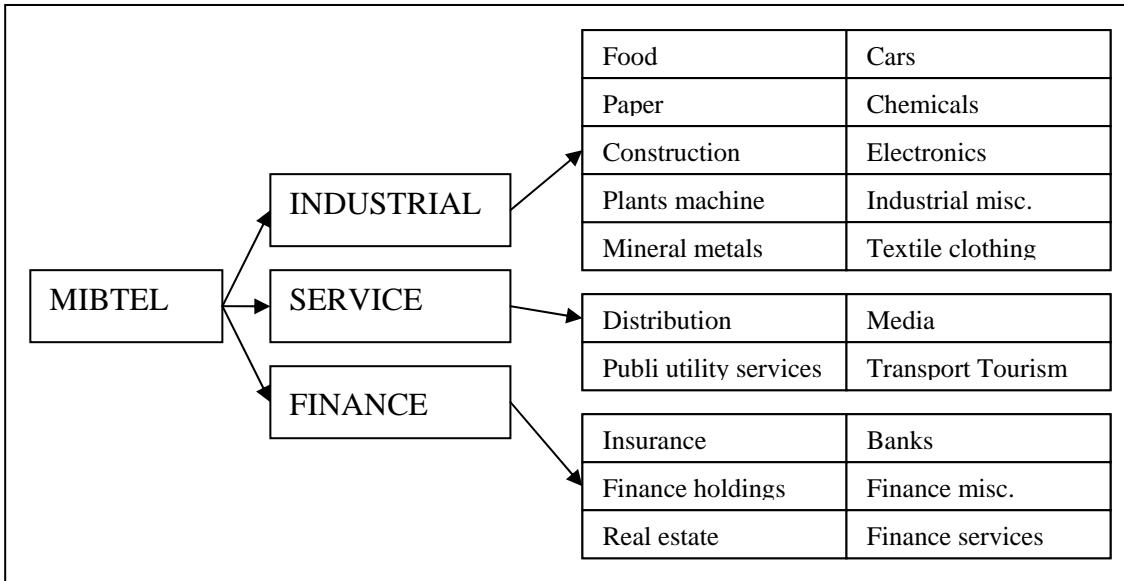 MIBTEL
INDUSTRIAL
SERVICE
FINANCE
Food Cars
Paper Chemicals
Construction Electronics
Plants machine Industrial misc.
Mineral metals Textile clothing
Distribution Media
Publi utility services Transport Tourism
Insurance Banks
Finance holdings Finance misc.
Real estate Finance services